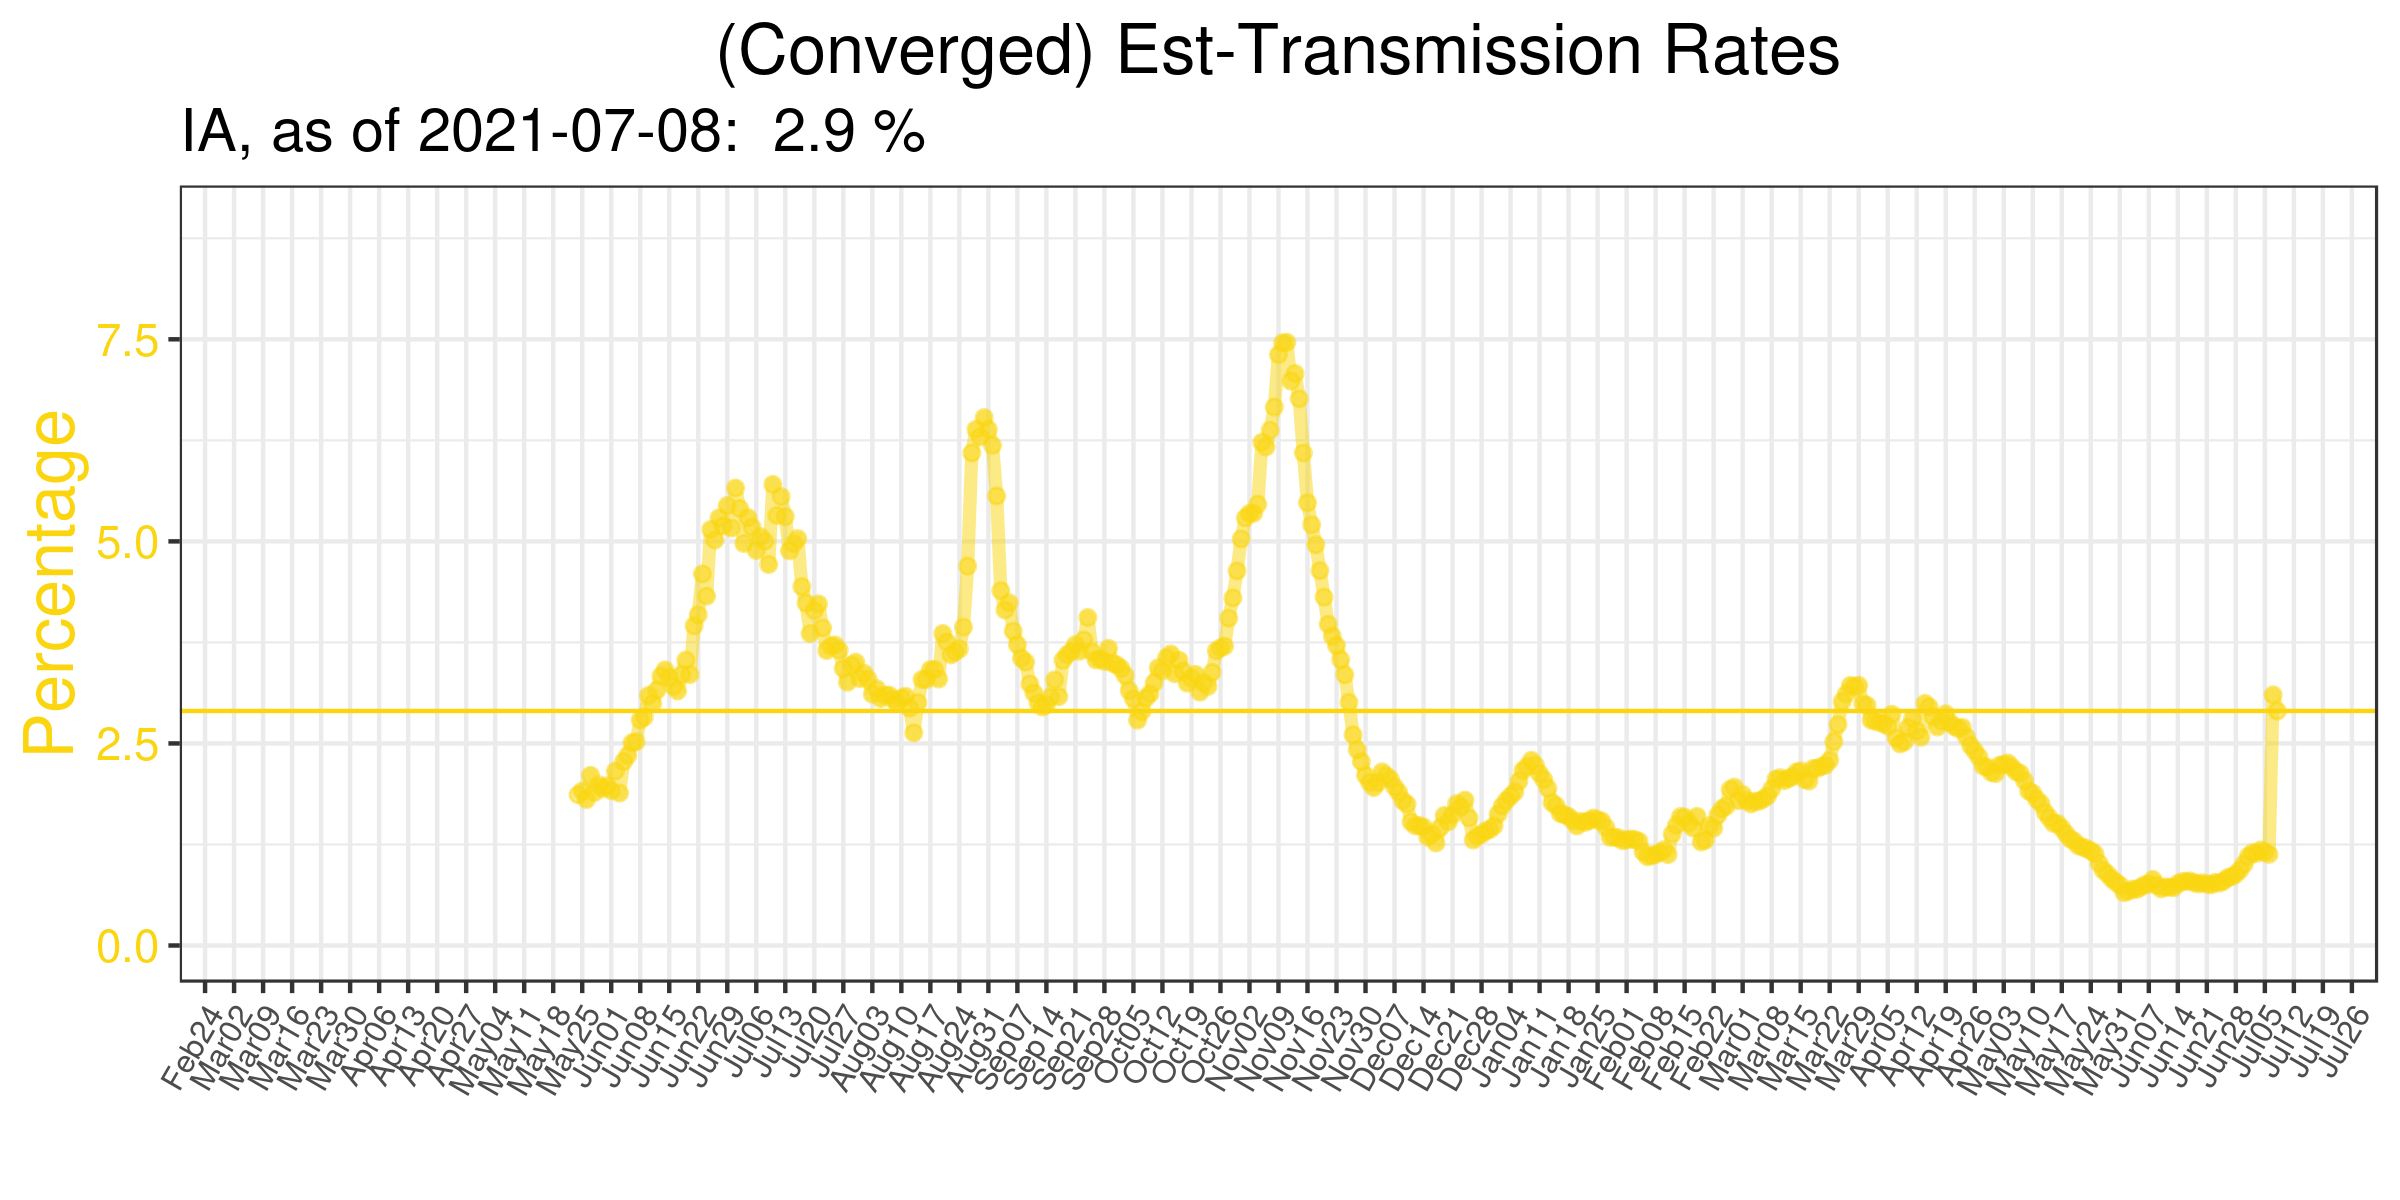 (Converged) Est-Transmission Rates
IA, as of 2021-07-08:  2.9 %
Percentage
7.5
5.0
2.5
0.0
Feb24
Mar02
Mar09
Mar16
Mar23
Mar30
Apr06
Apr13
Apr20
Apr27
May04
May11
May18
May25
Jun01
Jun08
Jun15
Jun22
Jun29
Jul06
Jul13
Jul20
Jul27
Aug03
Aug10
Aug17
Aug24
Aug31
Sep07
Sep14
Sep21
Sep28
Oct05
Oct12
Oct19
Oct26
Nov02
Nov09
Nov16
Nov23
Nov30
Dec07
Dec14
Dec21
Dec28
Jan04
Jan11
Jan18
Jan25
Feb01
Feb08
Feb15
Feb22
Mar01
Mar08
Mar15
Mar22
Mar29
Apr05
Apr12
Apr19
Apr26
May03
May10
May17
May24
May31
Jun07
Jun14
Jun21
Jun28
Jul05
Jul12
Jul19
Jul26